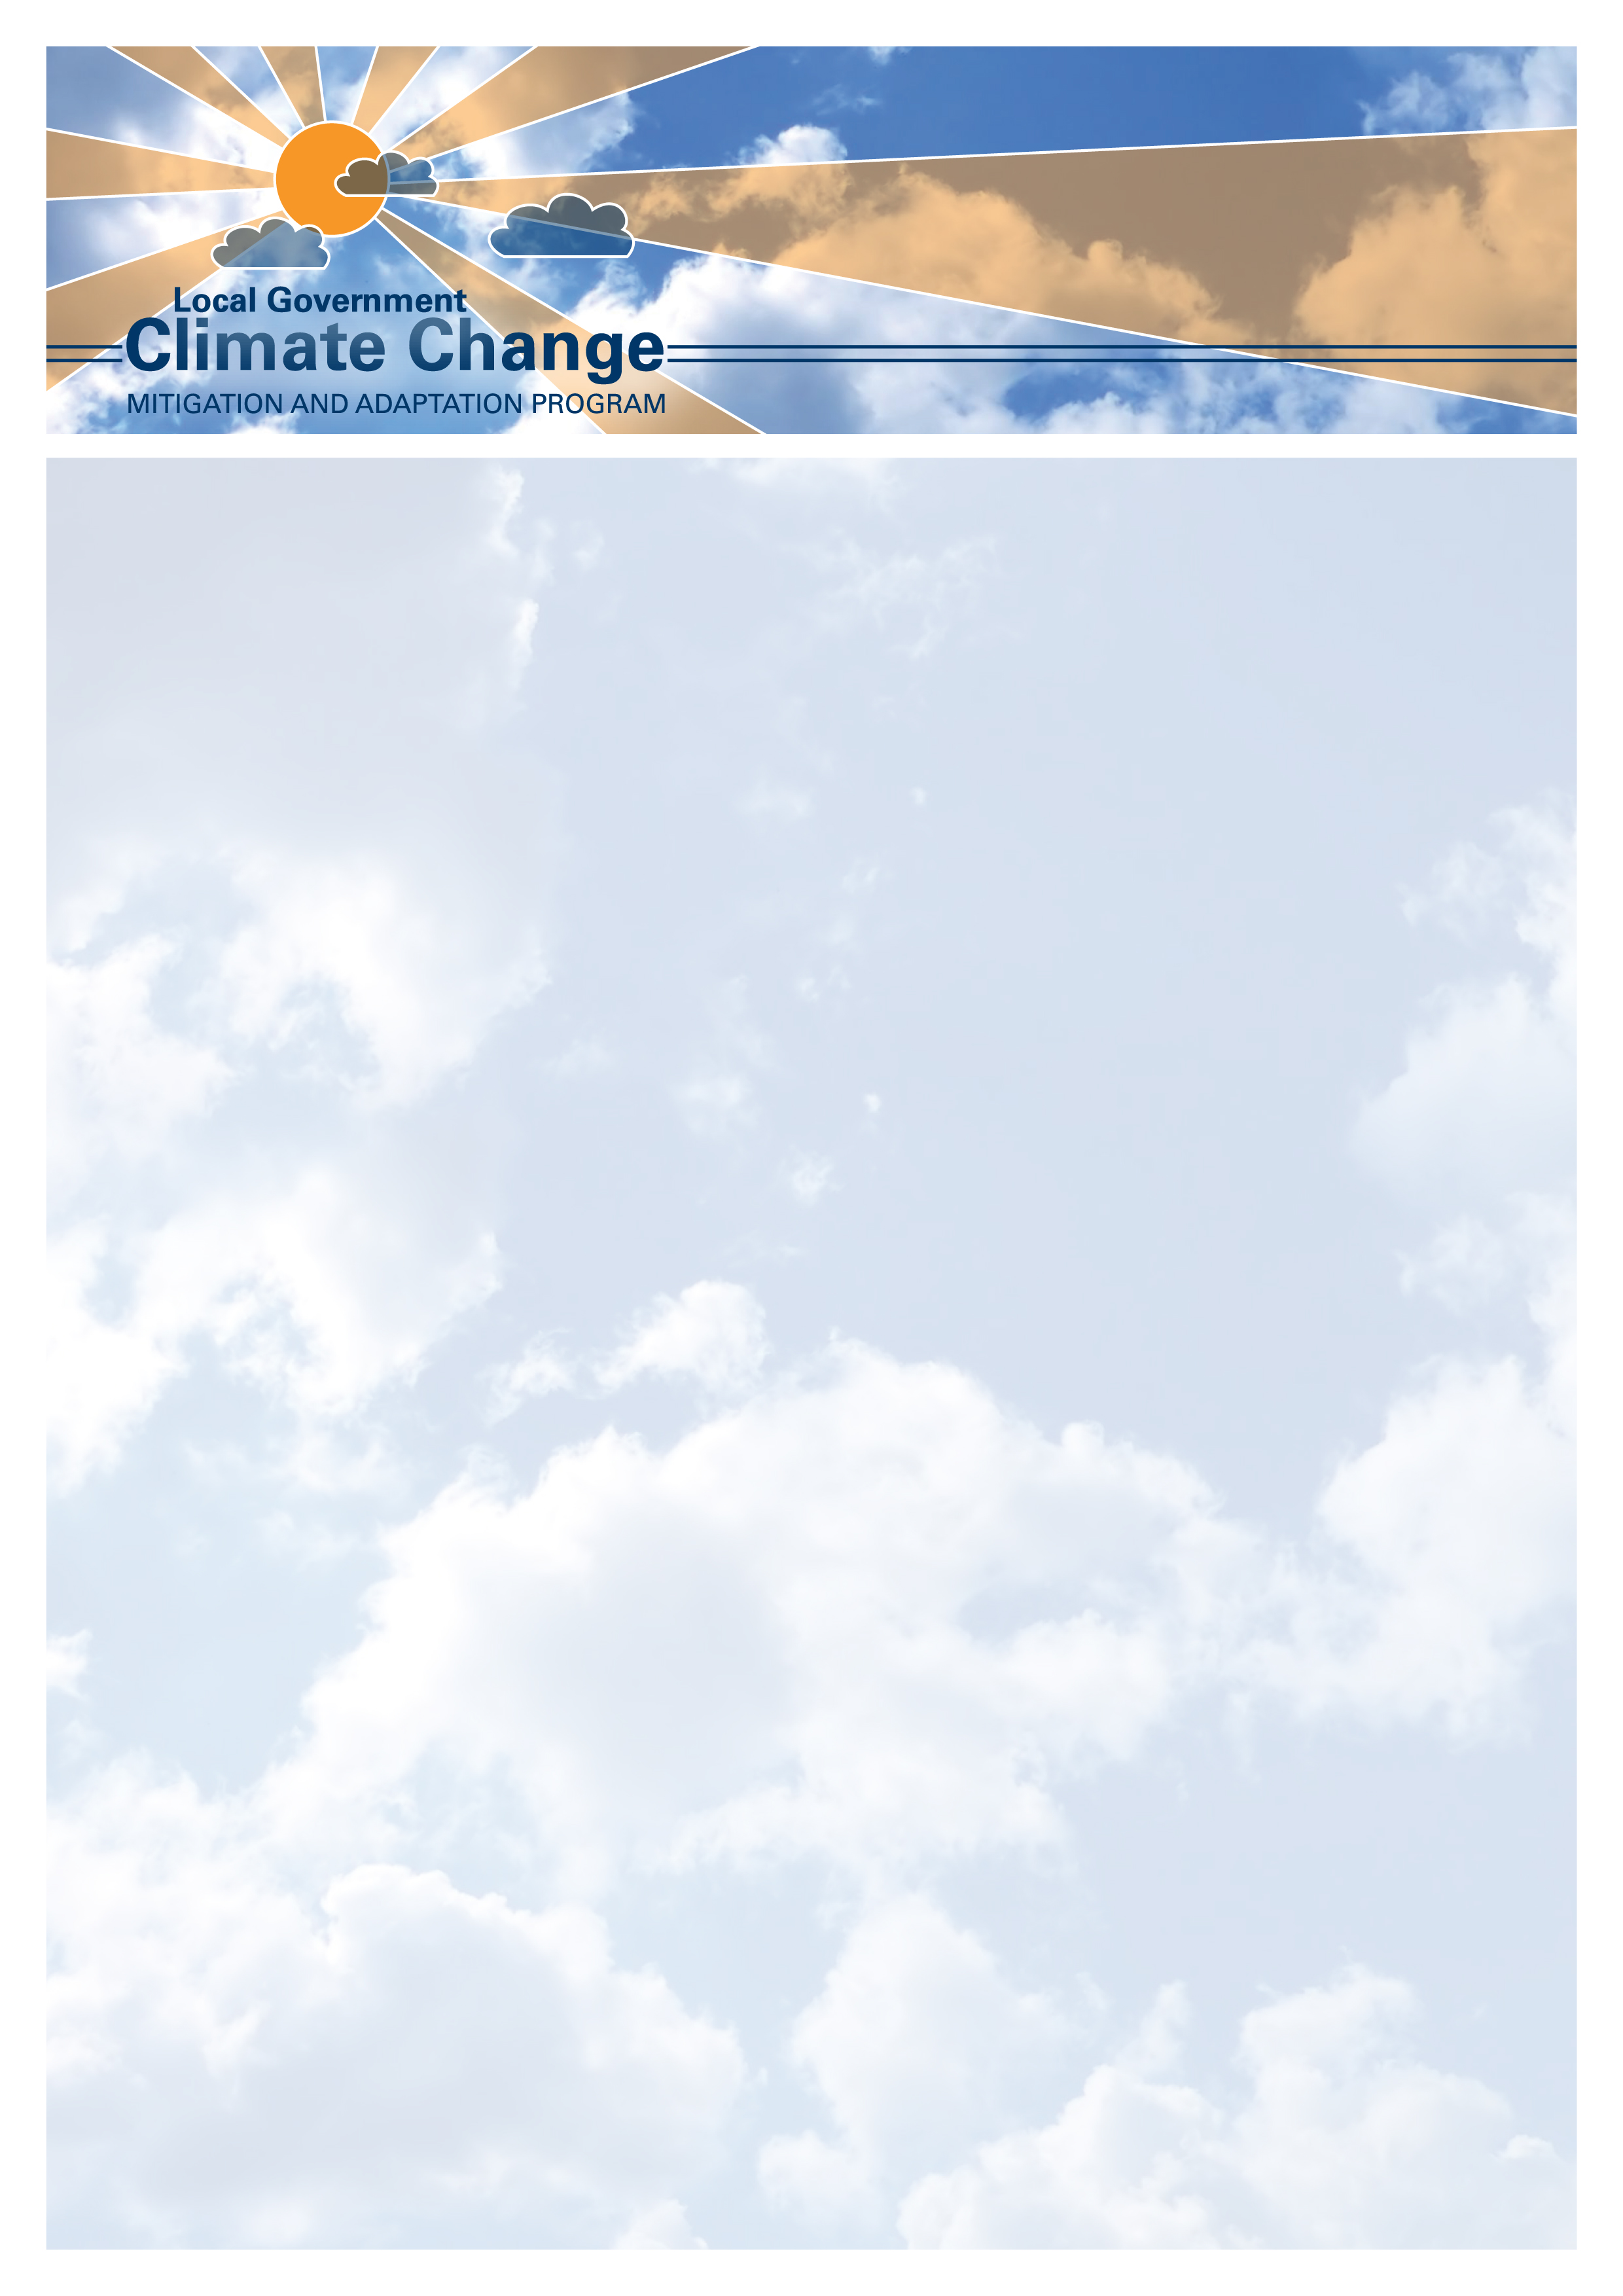 Local Government
Climate Change
MITIGATION AND ADAPTATION PROGRAM